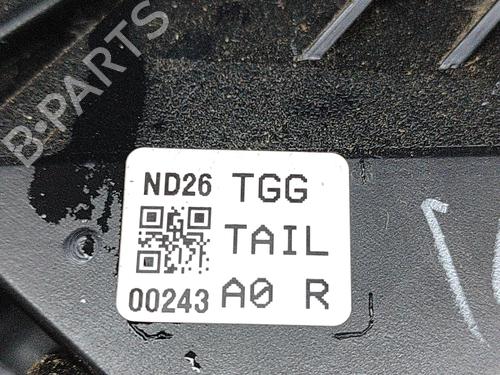 B-PARTS
ND26 TGG
TAIL
00243 A0 R